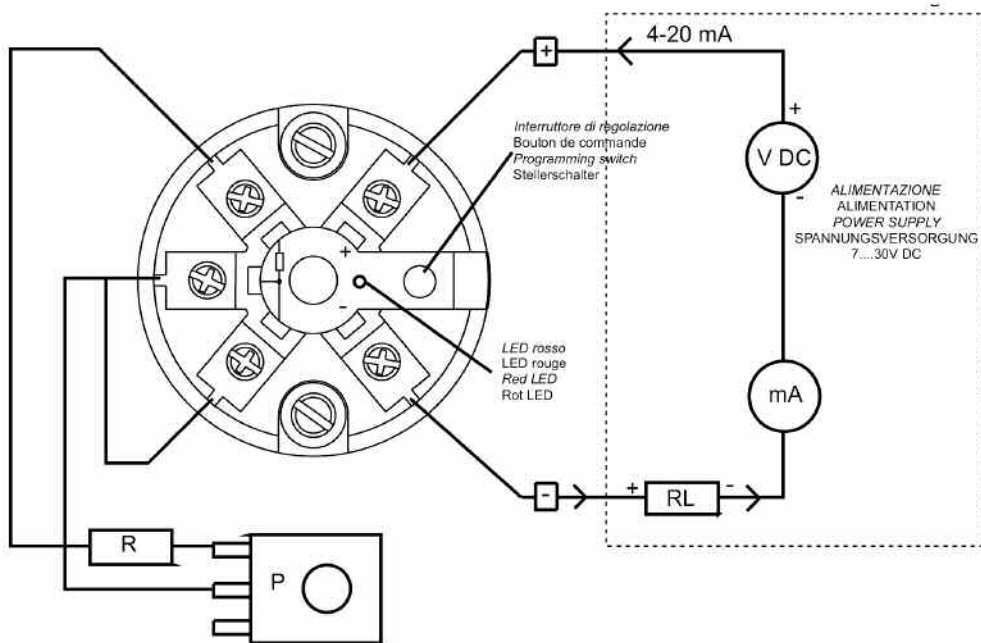 4-20 mA
+
+
Interruttore di regolazione
Bouton de commande
Programming switch
Stellerschalter
V DC
-
ALIMENTAZIONE
ALIMENTATION
POWER SUPPLY
SPANNUNGSVERSORGUNG
7....30V DC
+
-
LED rosso
LED rouge
Red LED
Rot LED
mA
-
+
RL
-
R
P